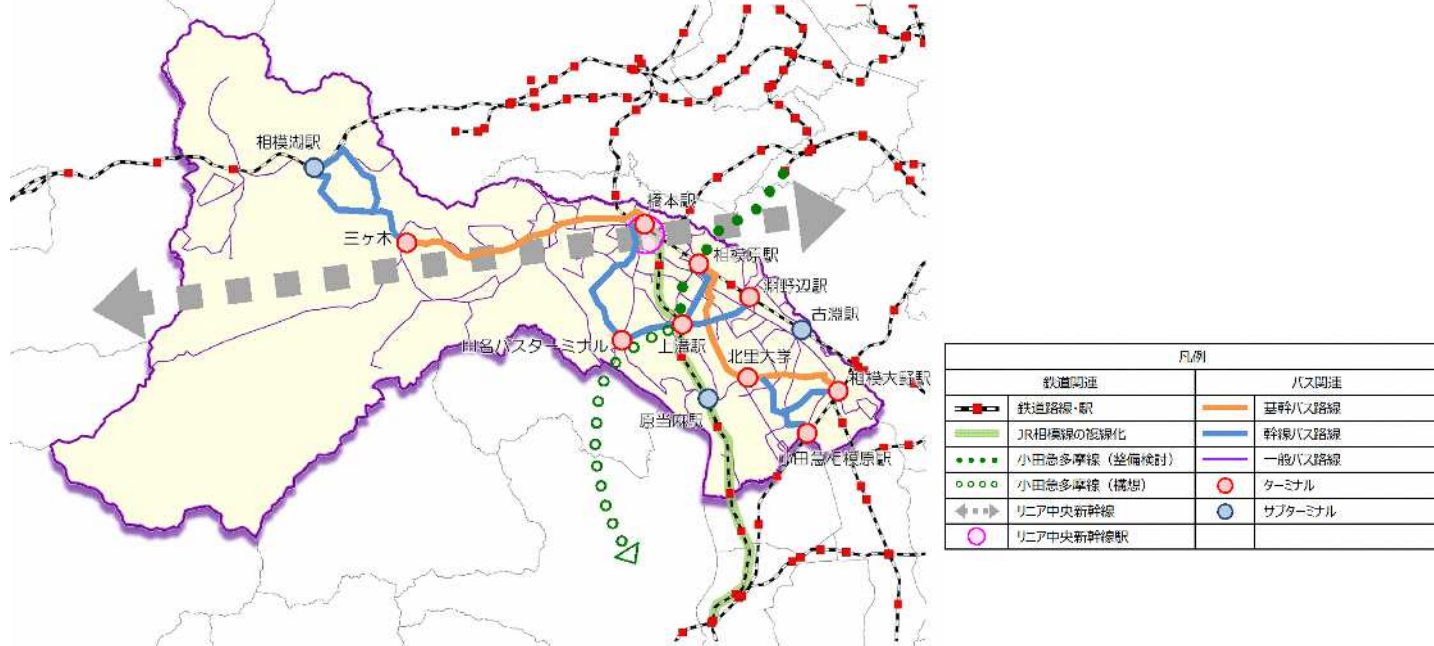 相模湖駅
橋本駅
三ヶ木
相模原駅
淵野辺駅
古淵駅
田名バスターミナル
上溝駅
北里大学
相模大野駅
原当麻駅
小田急相模原駅
凡例
鉄道関連
バス関連
鉄道路線・駅
基幹バス路線
JR相模線の複線化
幹線バス路線
小田急多摩線（整備検討）
一般バス路線
小田急多摩線（構想）
ターミナル
リニア中央新幹線
サブターミナル
リニア中央新幹線駅